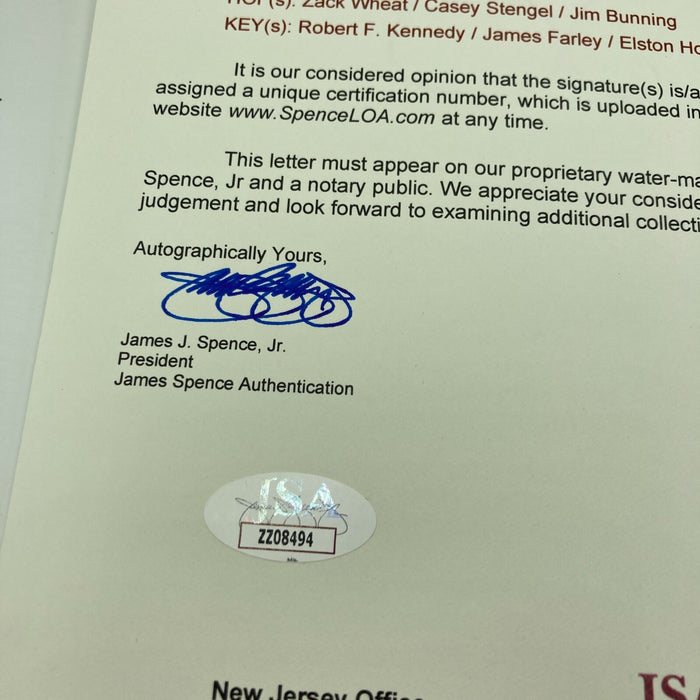 HOF(s): Zack Wheat / Casey Stengel / Jim Bunning
KEY(s): Robert F. Kennedy / James Farley / Elston Ho
It is our considered opinion that the signature(s) is/a
assigned a unique certification number, which is uploaded in
website www.SpenceLOA.com at any time.
This letter must appear on our proprietary water-ma
Spence, Jr and a notary public. We appreciate your conside
judgement and look forward to examining additional collecti
Autographically Yours,
James J. Spence, Jr.
President
James Spence Authentication
JSA
ZZ08494
New Jersey Office
JSA